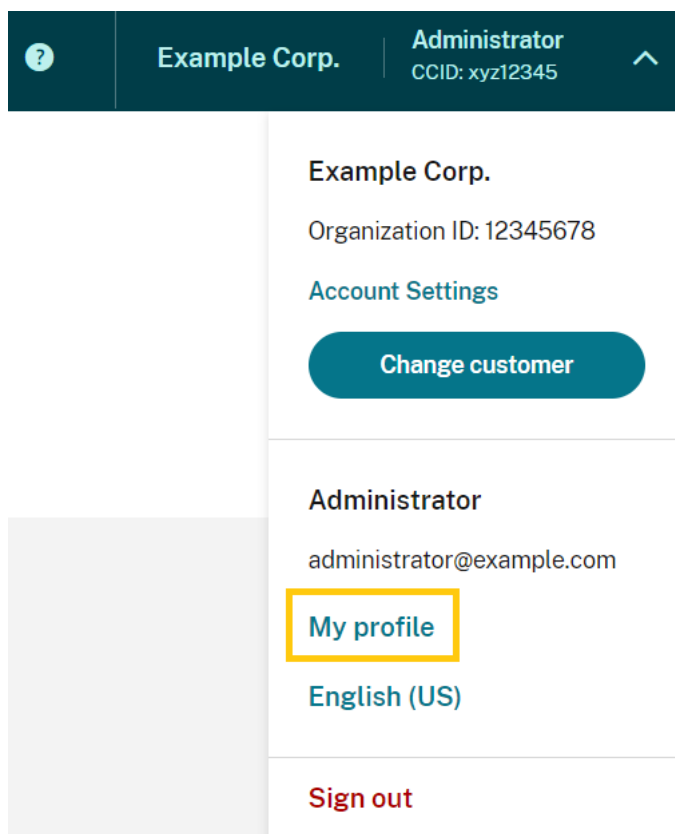 ?
Example Corp.
Administrator
CCID: xyz12345
Example Corp.
Organization ID: 12345678
Account Settings
Change customer
Administrator
administrator@example.com
My profile
English (US)
Sign out